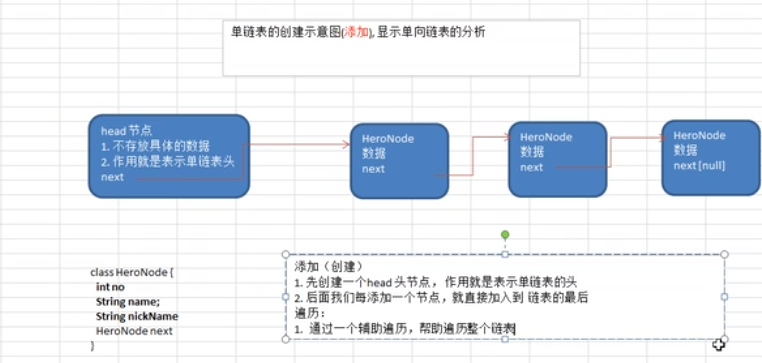 单链表的创建示意图(添加), 显示单向链表的分析
head 节点
1. 不存放具体的数据
2. 作用就是表示单链表头
next
HeroNode
数据
next
HeroNode
数据
next
HeroNode
数据
next [null]
class HeroNode {
int no
String name;
String nickName
HeroNode next
}
添加（创建）
1. 先创建一个head 头节点， 作用就是表示单链表的头
2. 后面我们每添加一个节点，就直接加入到 链表的最后
遍历：
1. 通过一个辅助遍历，帮助遍历整个链表